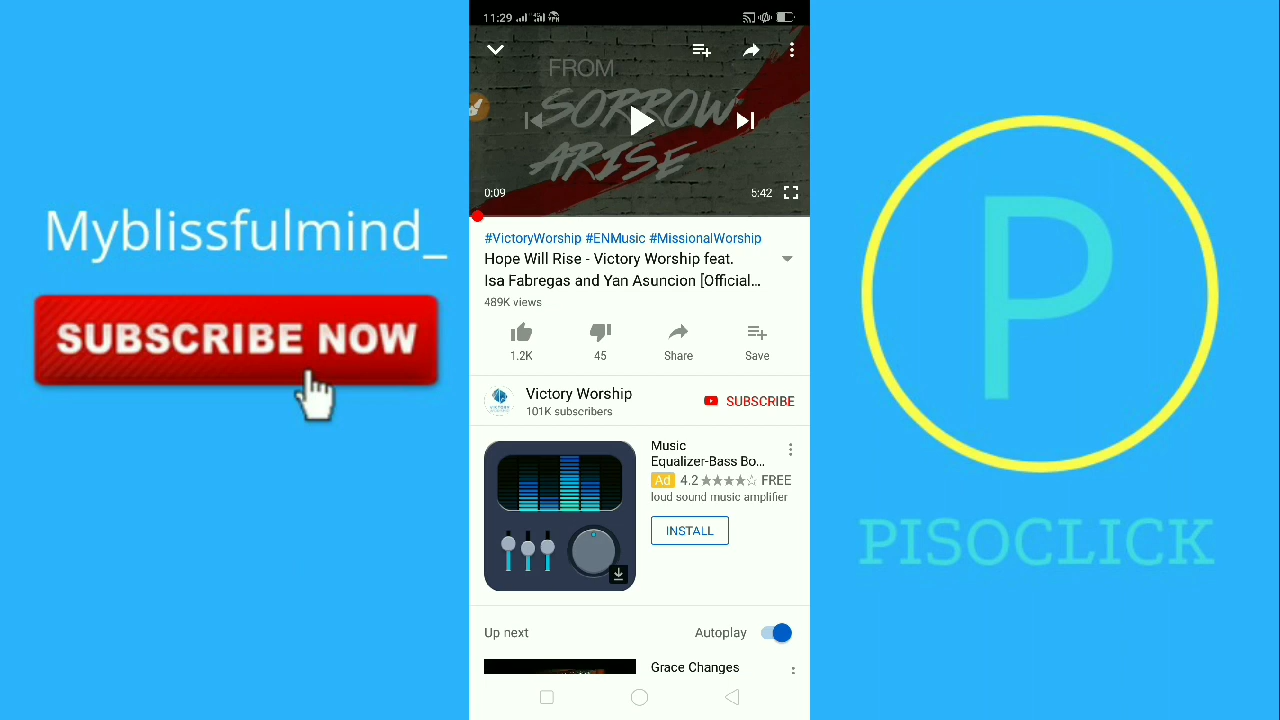 Myblissfulmind_
SUBSCRIBE NOW
11:29
FROM
SORROW
ARISE
0:09
5:42
#VictoryWorship #ENMusic #MissionalWorship
Hope Will Rise - Victory Worship feat.
Isa Fabregas and Yan Asuncion [Official...
489K views
1.2K
45
Share
Save
Victory Worship
101K subscribers
SUBSCRIBE
Music
Equalizer-Bass Bo...
Ad 4.2 FREE
loud sound music amplifier
INSTALL
Up next
Autoplay
Grace Changes
P
PISOCLICK